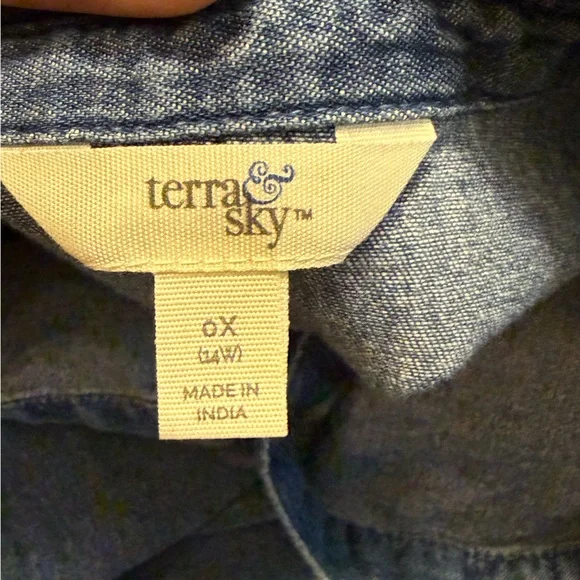 terra&
sky™
0X
(14W)
MADE IN
INDIA